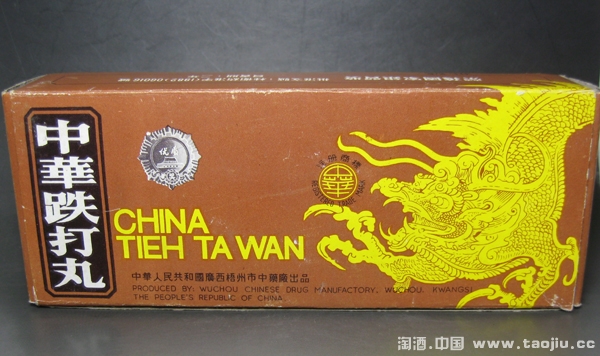 中華跌打丸
优质
CHINA
TIEH TA WAN
中華人民共和國廣西梧州市中藥廠出品
PRODUCED BY: WUCHOU CHINESE DRUG MANUFACTORY, WUCHOU, KWANGSI,
THE PEOPLE'S REPUBLIC OF CHINA.
淘酒.中国 www.taojiu.cc